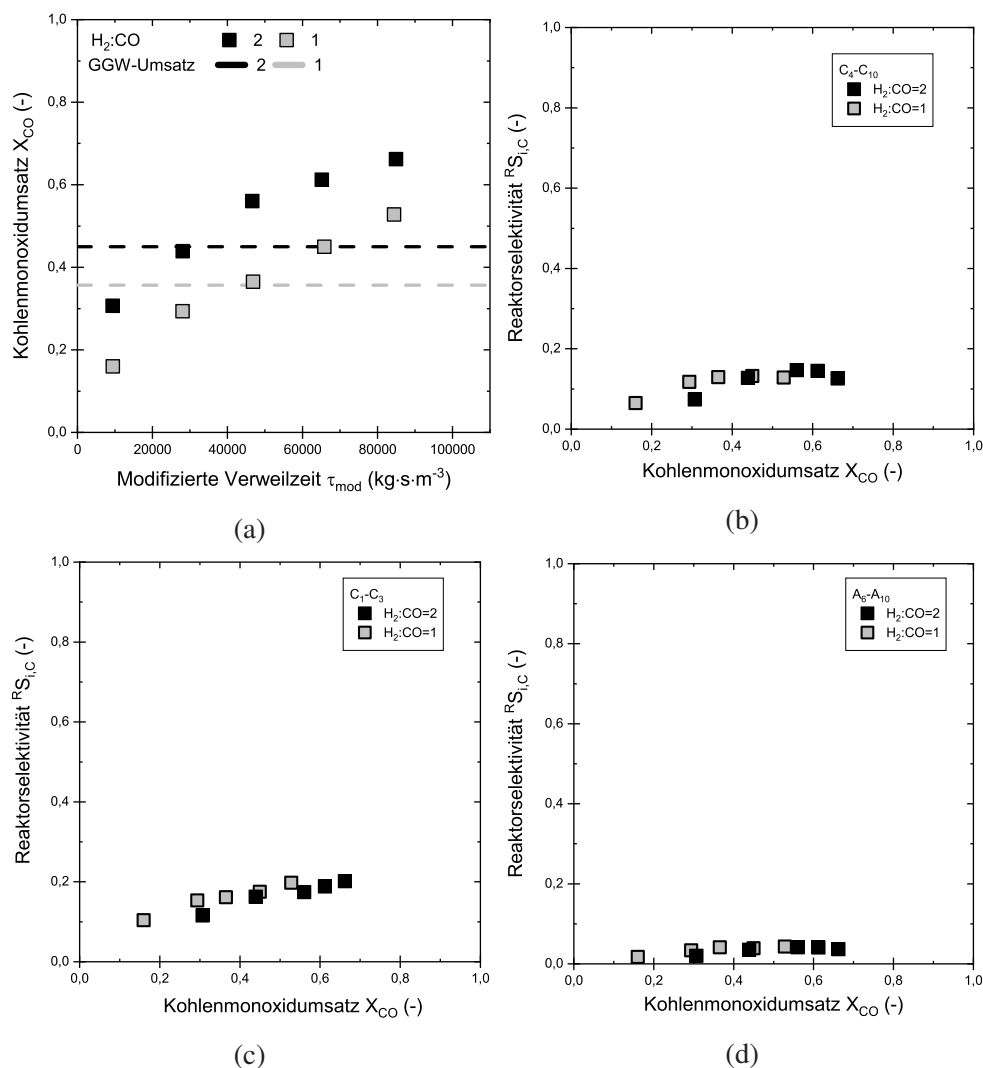 H₂:CO 2 1
GGW-Umsatz 2 1
Kohlenmonoxidumsatz X_CO (-)
1,0
0,8
0,6
0,4
0,2
0,0
0 20000 40000 60000 80000 100000
Modifizierte Verweilzeit τ_mod (kg·s·m⁻³)
(a)
C₄-C₁₀
H₂:CO=2
H₂:CO=1
Reaktorselektivität ᴿS_i,C (-)
1,0
0,8
0,6
0,4
0,2
0,0
0,0 0,2 0,4 0,6 0,8 1,0
Kohlenmonoxidumsatz X_CO (-)
(b)
C₁-C₃
H₂:CO=2
H₂:CO=1
Reaktorselektivität ᴿS_i,C (-)
1,0
0,8
0,6
0,4
0,2
0,0
0,0 0,2 0,4 0,6 0,8 1,0
Kohlenmonoxidumsatz X_CO (-)
(c)
A₆-A₁₀
H₂:CO=2
H₂:CO=1
Reaktorselektivität ᴿS_i,C (-)
1,0
0,8
0,6
0,4
0,2
0,0
0,0 0,2 0,4 0,6 0,8 1,0
Kohlenmonoxidumsatz X_CO (-)
(d)